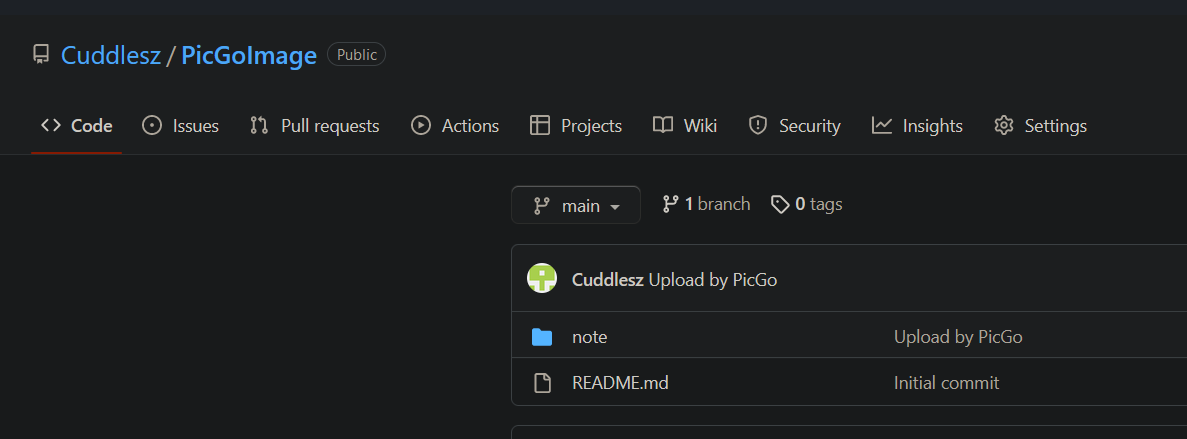 Cuddlesz / PicGoImage Public
Code Issues Pull requests Actions Projects Wiki Security Insights Settings
main 1 branch 0 tags
Cuddlesz Upload by PicGo
note Upload by PicGo
README.md Initial commit